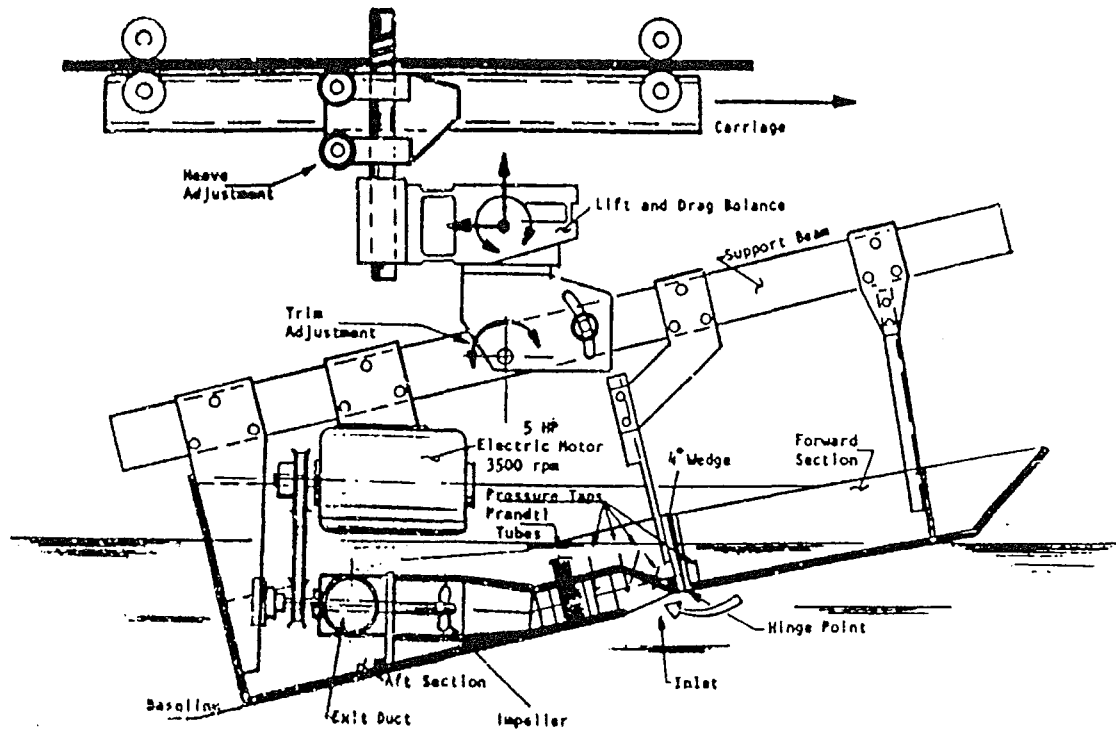 Carriage
Heave
Adjustment
Lift and Drag Balance
Support Beam
Trim
Adjustment
5 HP
Electric Motor
3500 rpm
4° Wedge
Forward
Section
Pressure Taps
Prandtl
Tubes
Hinge Point
Inlet
Aft Section
Baseline
Exit Duct
Impeller